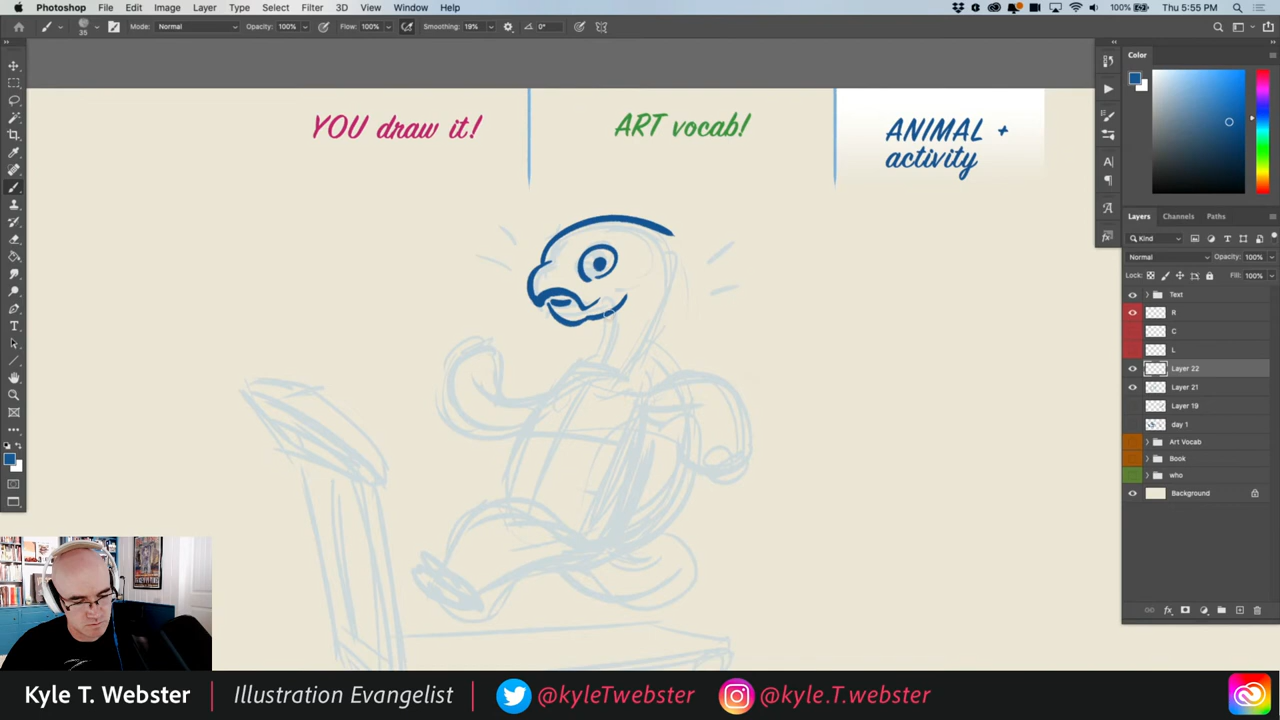 Photoshop File Edit Image Layer Type Select Filter 3D View Window Help 100% Thu 5:55 PM
35 Mode: Normal Opacity: 100% Flow: 100% Smoothing: 19% 0°
YOU draw it!
ART vocab!
ANIMAL +
activity
Color
Layers Channels Paths
Kind
Normal Opacity: 100%
Lock: Fill: 100%
Text
R
C
L
Layer 22
Layer 21
Layer 19
day 1
Art Vocab
Book
who
Background
Kyle T. Webster | Illustration Evangelist @kyleTwebster | @kyle.T.webster